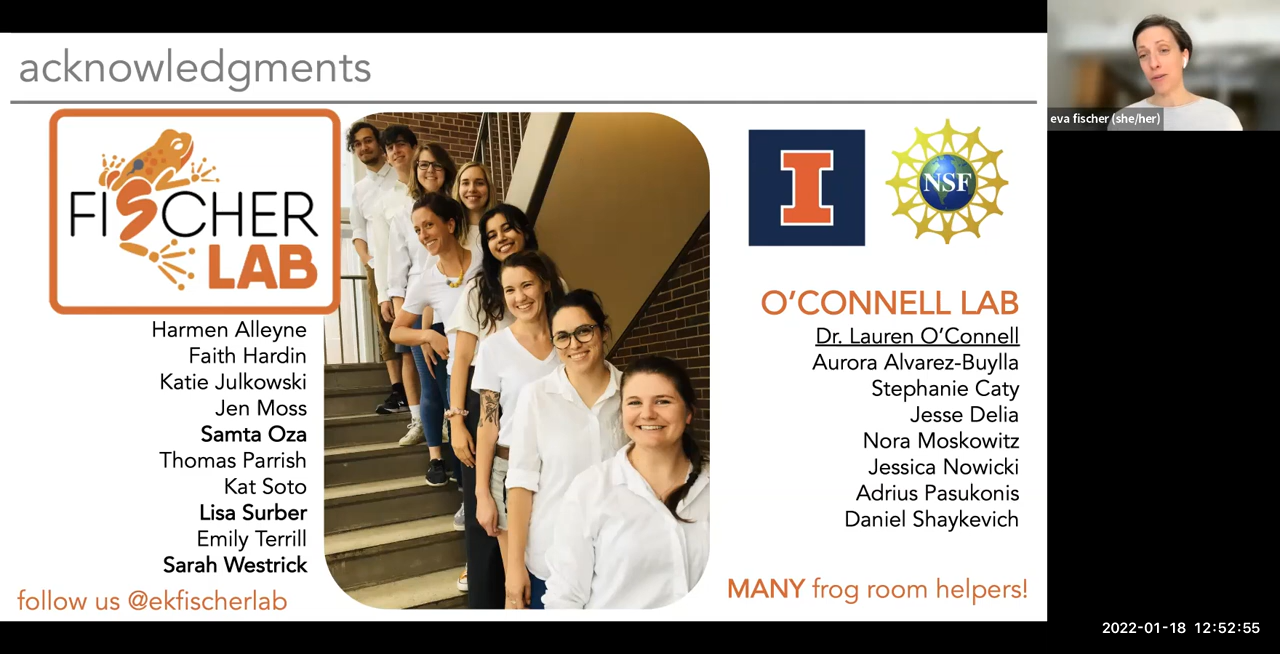 acknowledgments
FISCHER
LAB
Harmen Alleyne
Faith Hardin
Katie Julkowski
Jen Moss
Samta Oza
Thomas Parrish
Kat Soto
Lisa Surber
Emily Terrill
Sarah Westrick
follow us @ekfischerlab
I
NSF
O’CONNELL LAB
Dr. Lauren O’Connell
Aurora Alvarez-Buylla
Stephanie Caty
Jesse Delia
Nora Moskowitz
Jessica Nowicki
Adrius Pasukonis
Daniel Shaykevich
MANY frog room helpers!
eva fischer (she/her)
2022-01-18 12:52:55